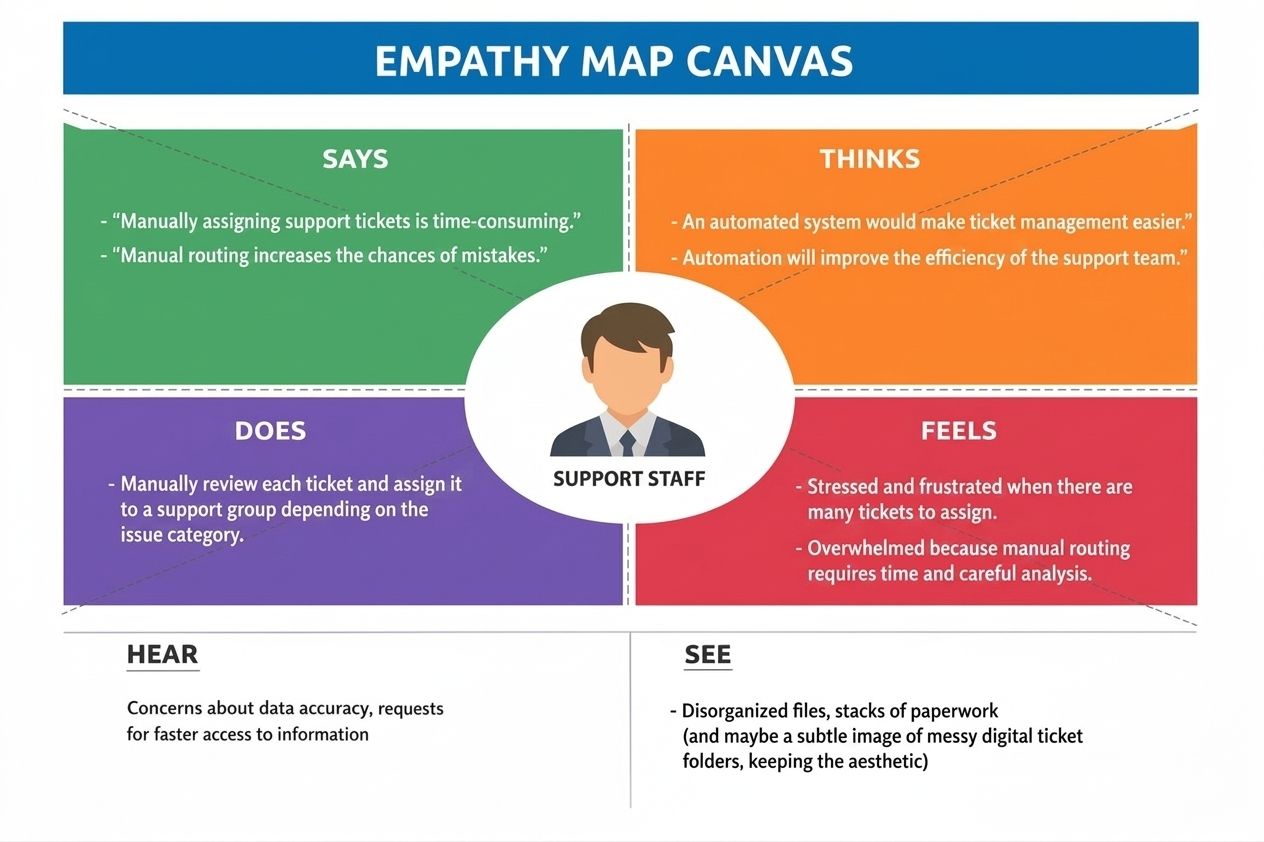 EMPATHY MAP CANVAS
SAYS
- “Manually assigning support tickets is time-consuming.”
- “Manual routing increases the chances of mistakes.”
THINKS
- An automated system would make ticket management easier.”
- Automation will improve the efficiency of the support team.”
SUPPORT STAFF
DOES
- Manually review each ticket and assign it
to a support group depending on the
issue category.
FEELS
- Stressed and frustrated when there are
many tickets to assign.
- Overwhelmed because manual routing
requires time and careful analysis.
HEAR
Concerns about data accuracy, requests
for faster access to information
SEE
- Disorganized files, stacks of paperwork
(and maybe a subtle image of messy digital ticket
folders, keeping the aesthetic)